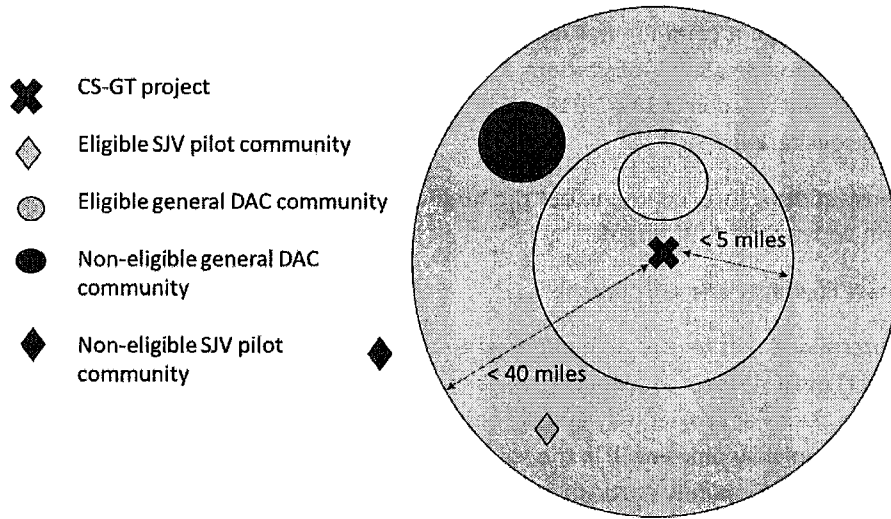 CS-GT project
Eligible SJV pilot community
Eligible general DAC community
Non-eligible general DAC
community
Non-eligible SJV pilot
community
< 5 miles
< 40 miles